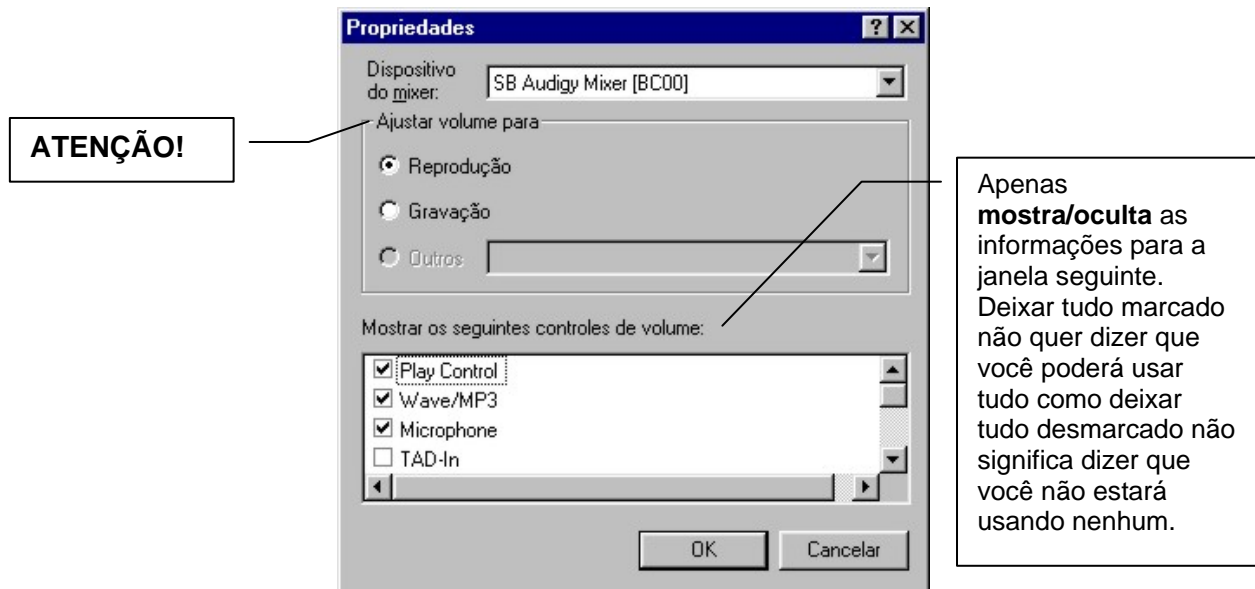 Propriedades
Dispositivo
do mixer:
SB Audigy Mixer [BC00]
ATENÇÃO!
Ajustar volume para
Reprodução
Gravação
Outros
Mostrar os seguintes controles de volume:
Play Control
Wave/MP3
Microphone
TAD-In
OK
Cancelar
Apenas
mostra/oculta as
informações para a
janela seguinte.
Deixar tudo marcado
não quer dizer que
você poderá usar
tudo como deixar
tudo desmarcado não
significa dizer que
você não estará
usando nenhum.